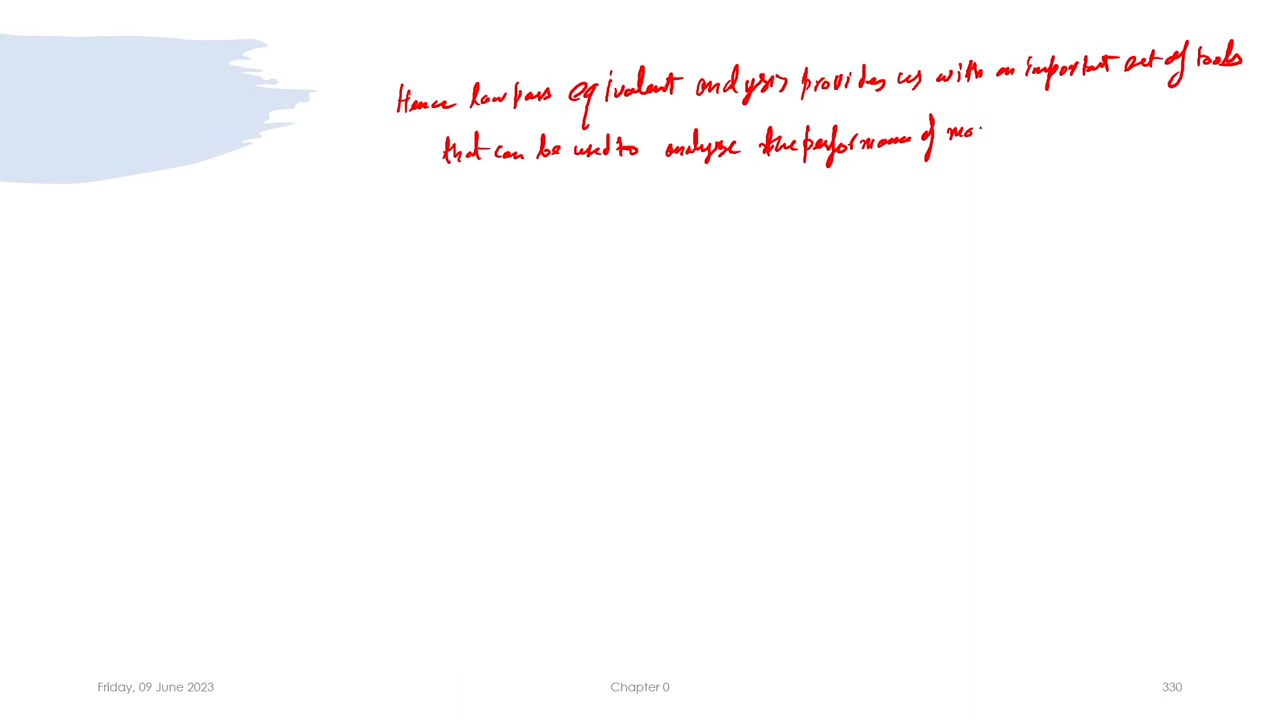 Hence lowpass equivalent analysis provides us with an important set of tools
that can be used to analyse the performance of mo
Friday, 09 June 2023
Chapter 0
330